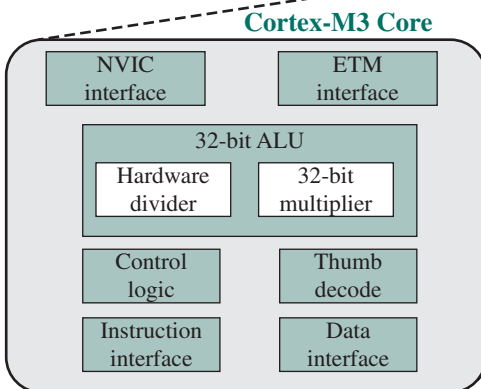 Cortex-M3 Core
NVIC
interface
ETM
interface
32-bit ALU
Hardware
divider
32-bit
multiplier
Control
logic
Thumb
decode
Instruction
interface
Data
interface